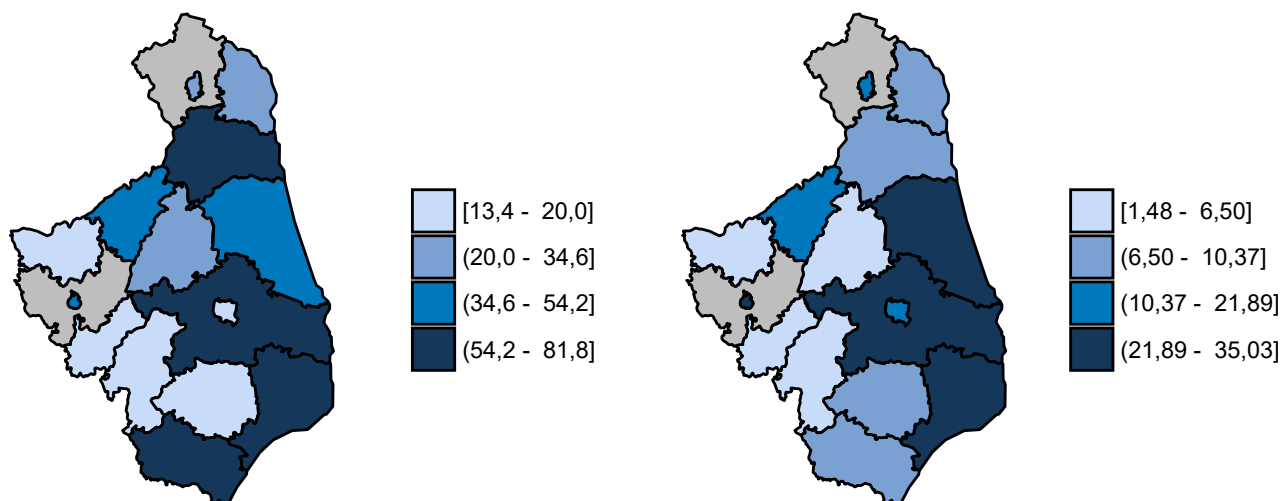 [13,4 - 20,0]
(20,0 - 34,6]
(34,6 - 54,2]
(54,2 - 81,8]
[1,48 - 6,50]
(6,50 - 10,37]
(10,37 - 21,89]
(21,89 - 35,03]